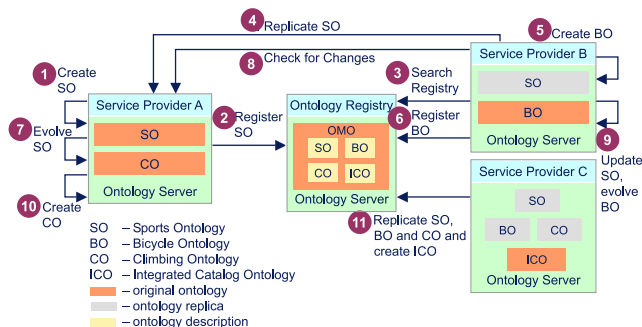 4 Replicate SO
5 Create BO
8 Check for Changes
Service Provider B
1 Create
SO
3 Search
Registry
SO
Service Provider A
2 Register
SO
Ontology Registry
6 Register
BO
BO
7 Evolve
SO
SO
OMO
SO BO
Ontology Server
9 Update
SO,
evolve
BO
CO
CO ICO
Service Provider C
Ontology Server
Ontology Server
SO
10 Create
CO
11 Replicate SO,
BO and CO and
create ICO
BO CO
SO – Sports Ontology
BO – Bicycle Ontology
CO – Climbing Ontology
ICO – Integrated Catalog Ontology
ICO
Ontology Server
– original ontology
– ontology replica
– ontology description